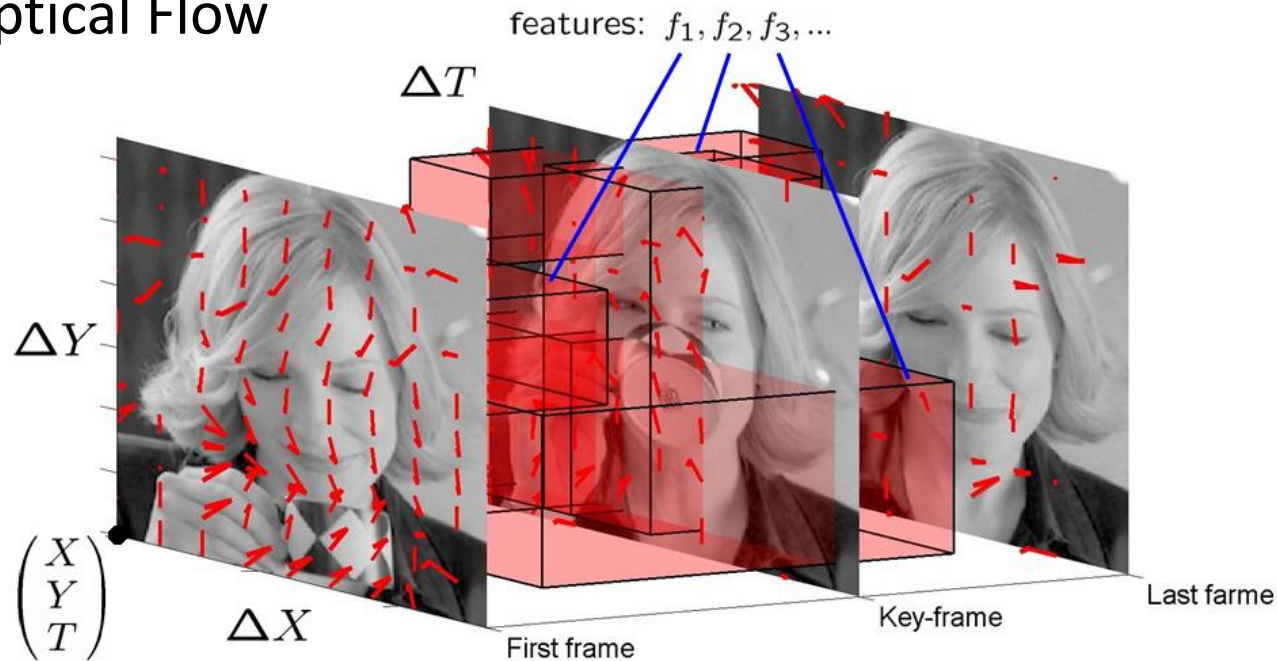 ptical Flow
features: f₁, f₂, f₃, ...
ΔT
ΔY
X
Y
T
ΔX
First frame
Key-frame
Last farme